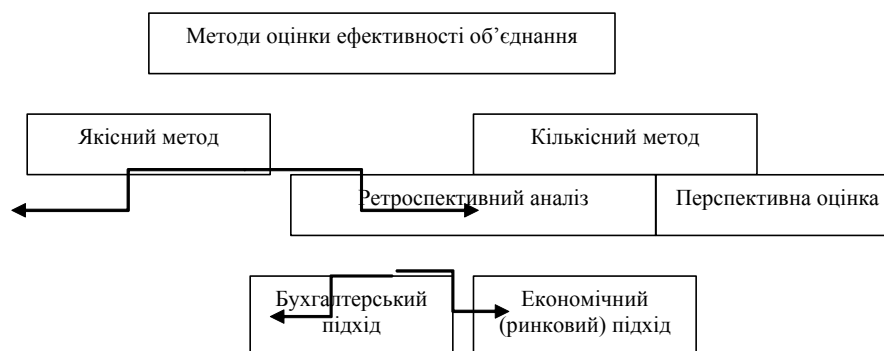 Методи оцінки ефективності об’єднання
Якісний метод
Кількісний метод
Ретроспективний аналіз
Перспективна оцінка
Бухгалтерський
підхід
Економічний
(ринковий) підхід